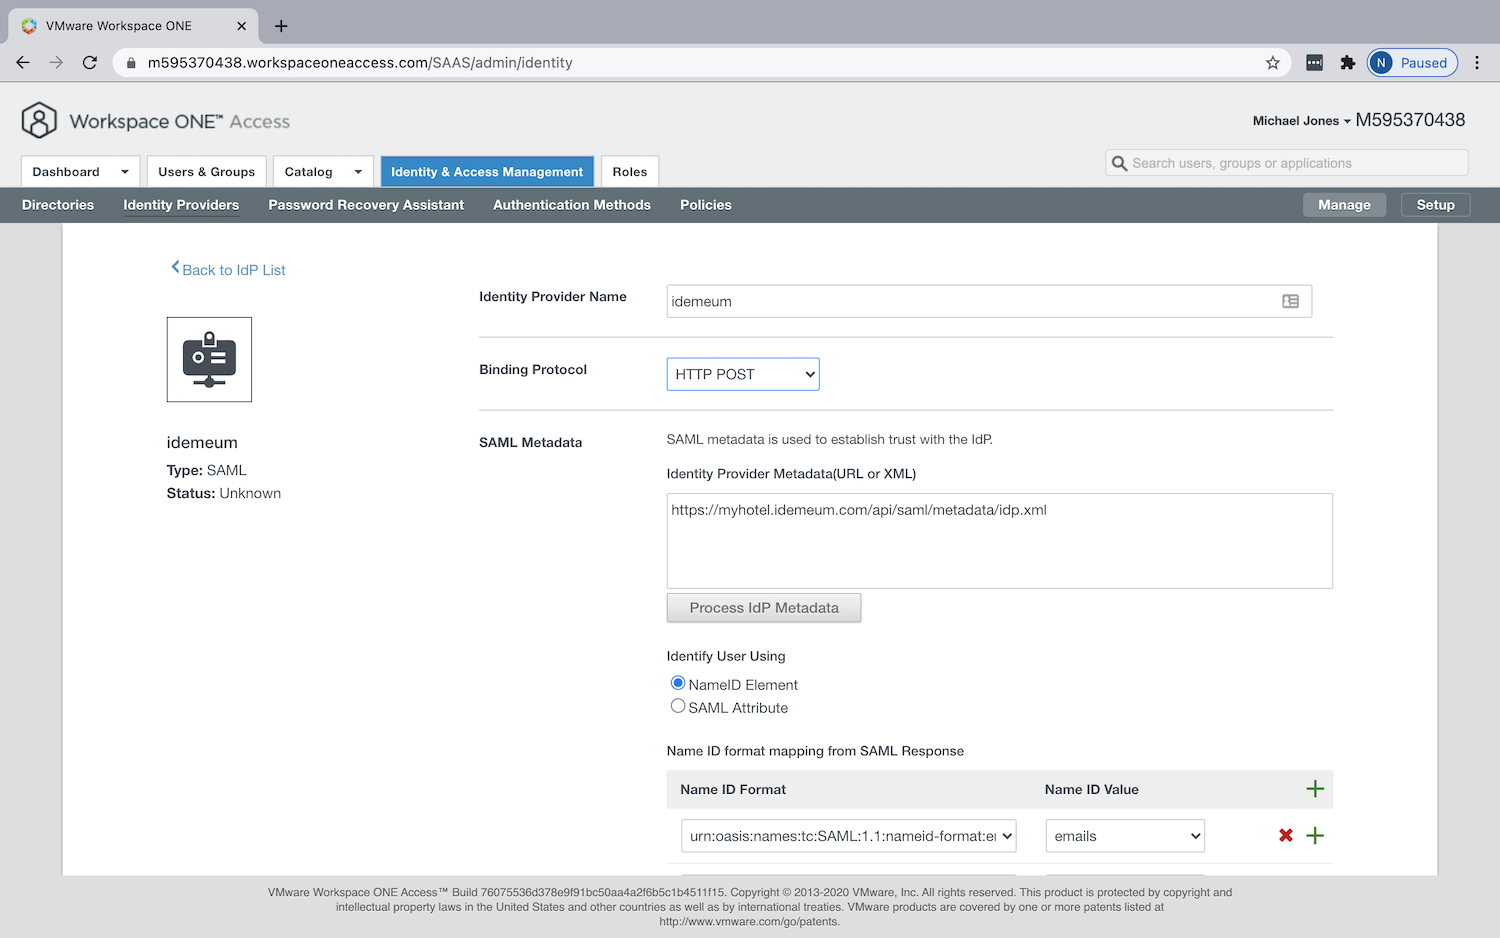 VMware Workspace ONE
m595370438.workspaceoneaccess.com/SAAS/admin/identity
N Paused
Workspace ONE™ Access
Michael Jones M595370438
Dashboard Users & Groups Catalog Identity & Access Management Roles
Search users, groups or applications
Directories Identity Providers Password Recovery Assistant Authentication Methods Policies Manage Setup
Back to IdP List
idemeum
Type: SAML
Status: Unknown
Identity Provider Name idemeum
Binding Protocol HTTP POST
SAML Metadata SAML metadata is used to establish trust with the IdP.
Identity Provider Metadata(URL or XML)
https://myhotel.idemeum.com/api/saml/metadata/idp.xml
Process IdP Metadata
Identify User Using
NameID Element
SAML Attribute
Name ID format mapping from SAML Response
Name ID Format Name ID Value
urn:oasis:names:tc:SAML:1.1:nameid-format:e emails
VMware Workspace ONE Access™ Build 76075536d378e9f91bc50aa4a2f6b5c1b4511f15. Copyright © 2013-2020 VMware, Inc. All rights reserved. This product is protected by copyright and
intellectual property laws in the United States and other countries as well as by international treaties. VMware products are covered by one or more patents listed at
http://www.vmware.com/go/patents.